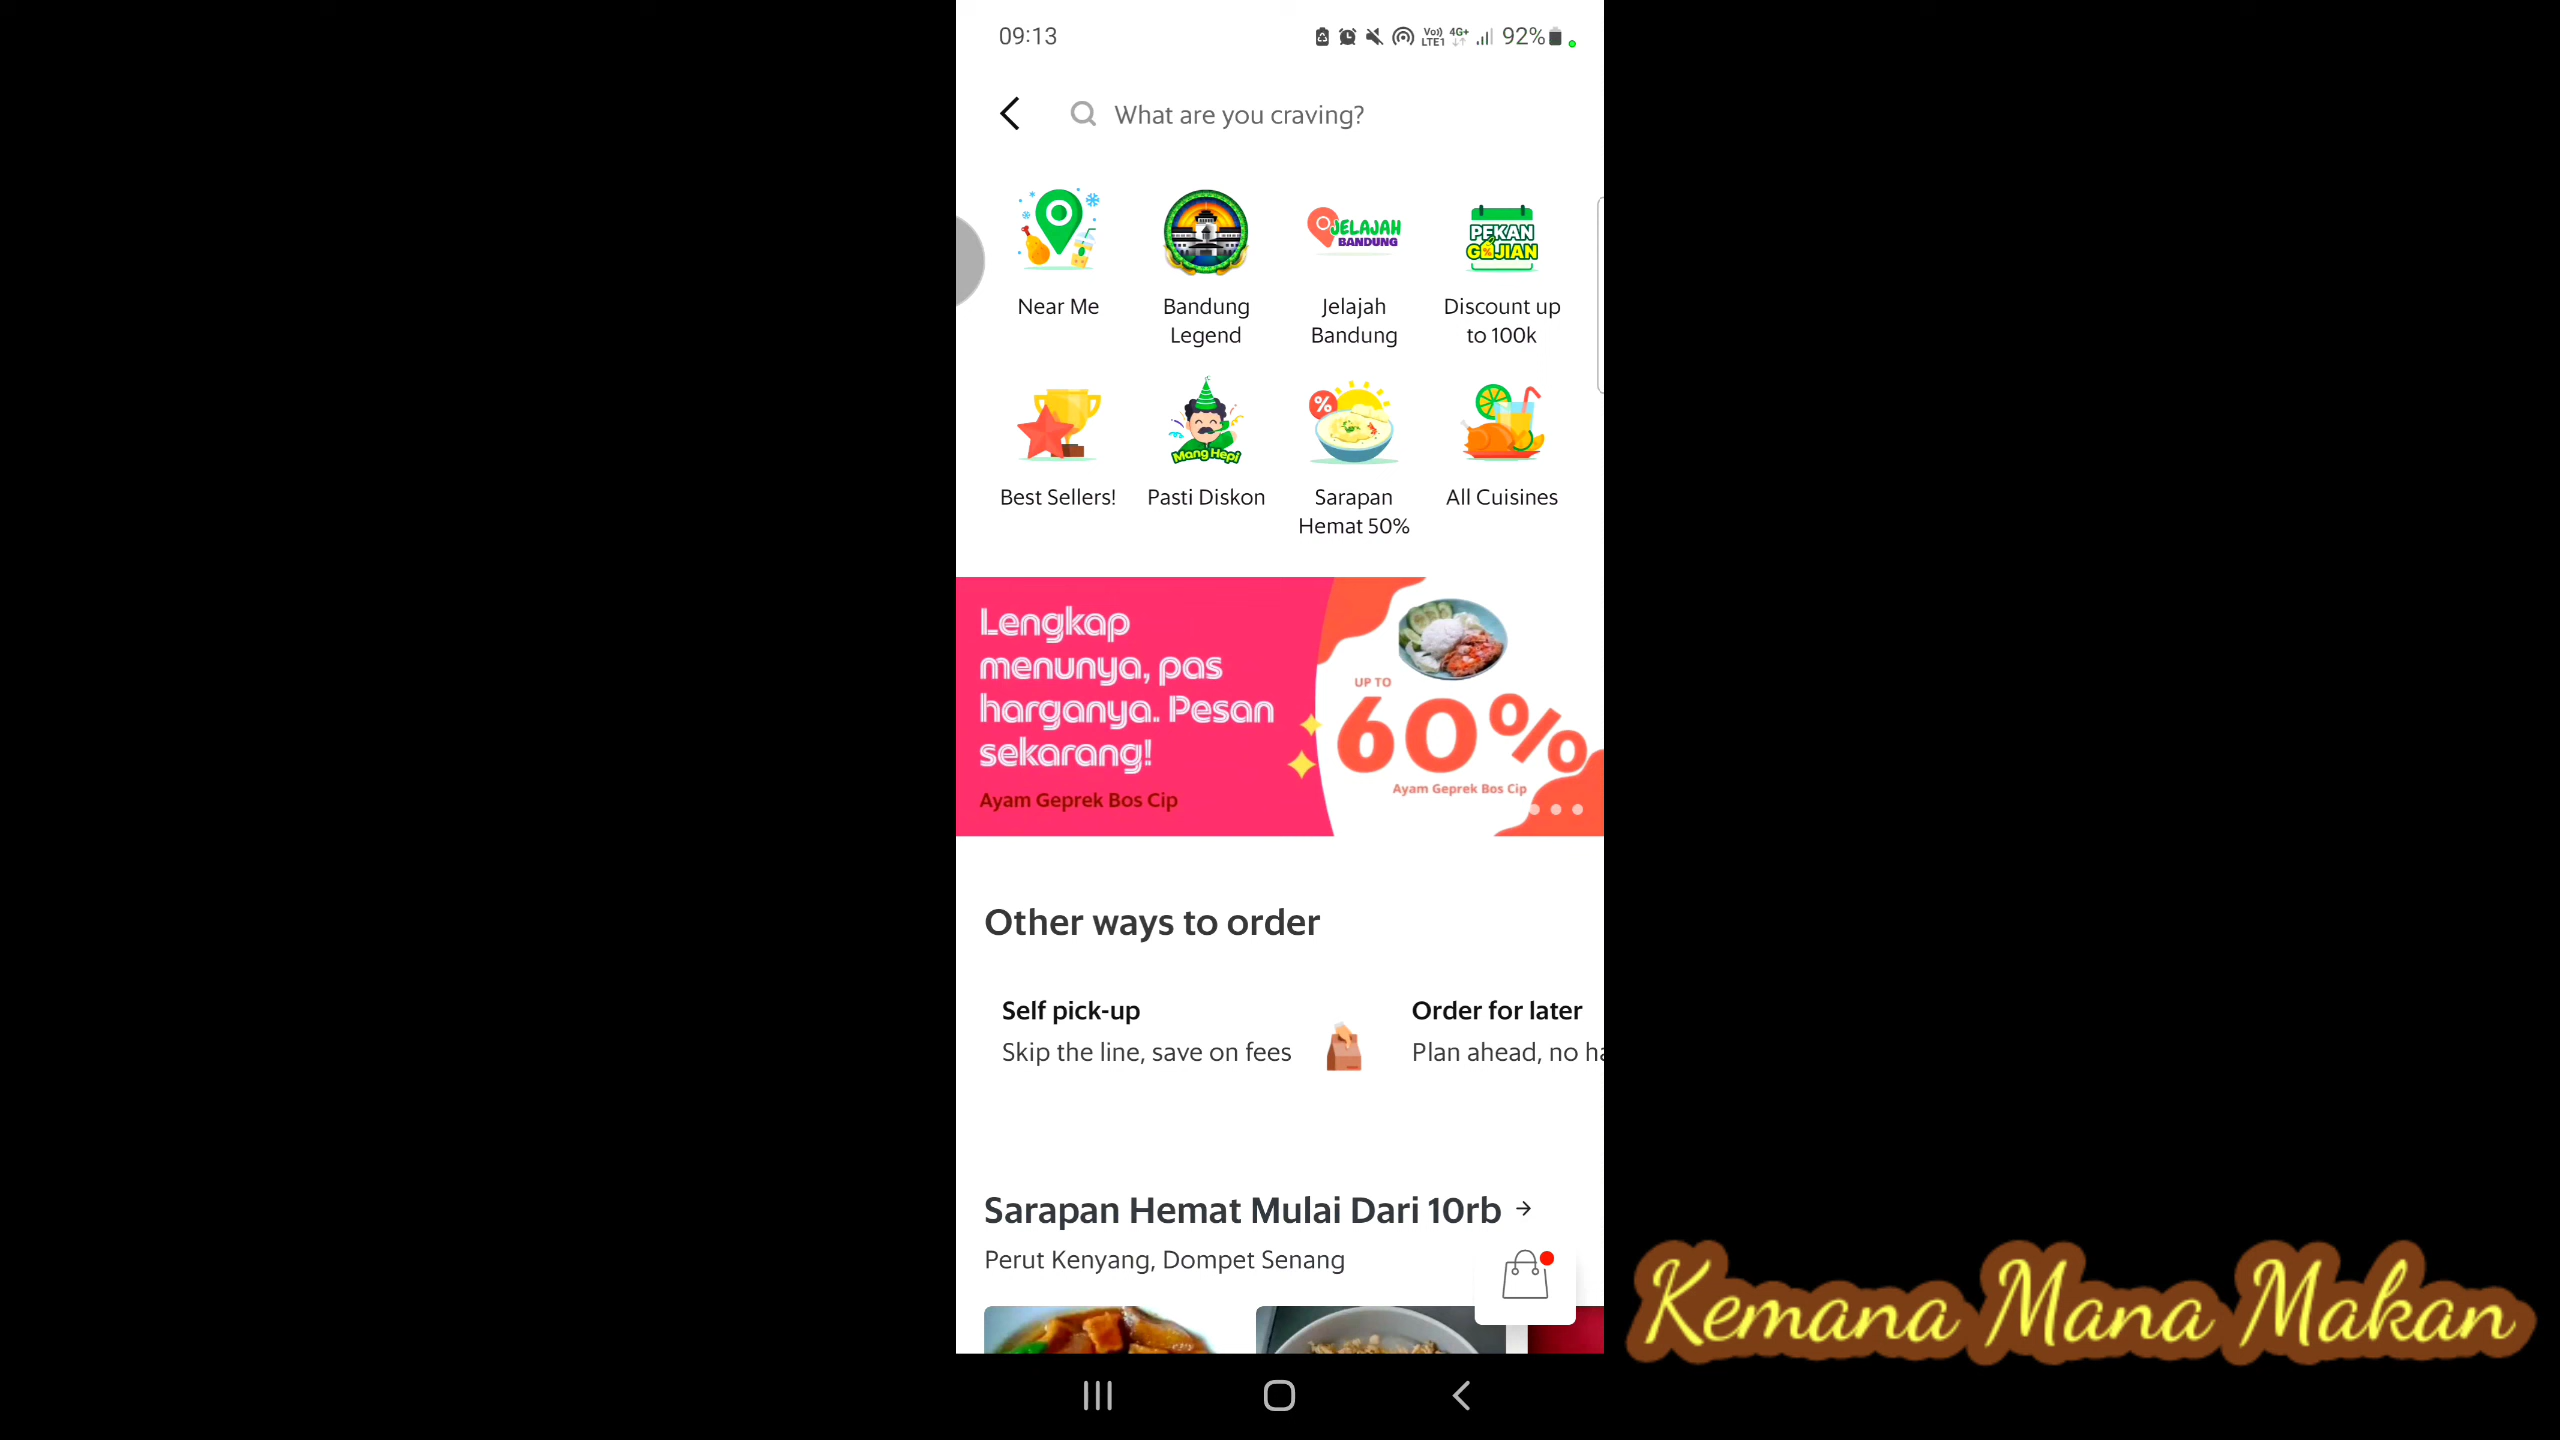 09:13
Vo)) LTE1 4G+ 92%
What are you craving?
JELAJAH
BANDUNG
PEKAN
GAJIAN
Near Me
Bandung
Legend
Jelajah
Bandung
Discount up
to 100k
%
Mang Hepi
Best Sellers!
Pasti Diskon
Sarapan
Hemat 50%
All Cuisines
Lengkap
menunya, pas
harganya. Pesan
sekarang!
Ayam Geprek Bos Cip
UP TO
60%
Ayam Geprek Bos Cip
Other ways to order
Self pick-up
Skip the line, save on fees
Order for later
Plan ahead, no ha
Sarapan Hemat Mulai Dari 10rb
Perut Kenyang, Dompet Senang
Kemana Mana Makan